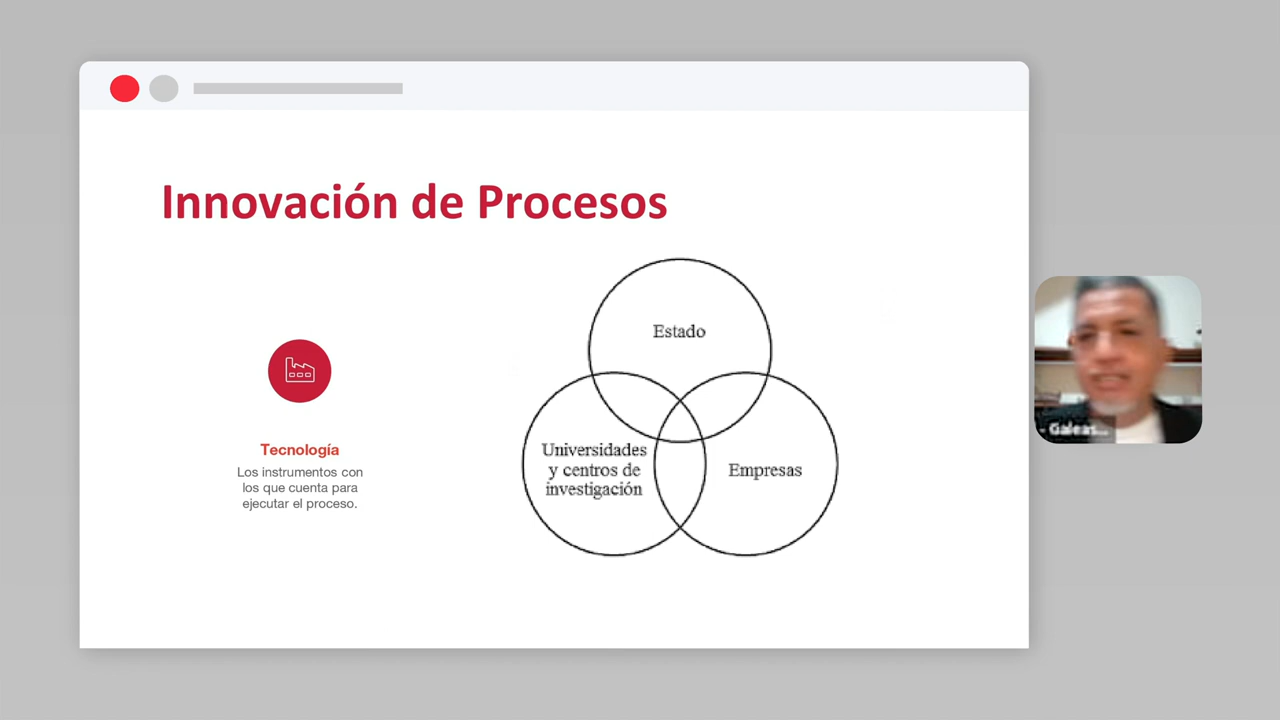 Innovación de Procesos
Estado
Tecnología
Los instrumentos con
los que cuenta para
ejecutar el proceso.
Universidades
y centros de
investigación
Empresas
- Galeas...